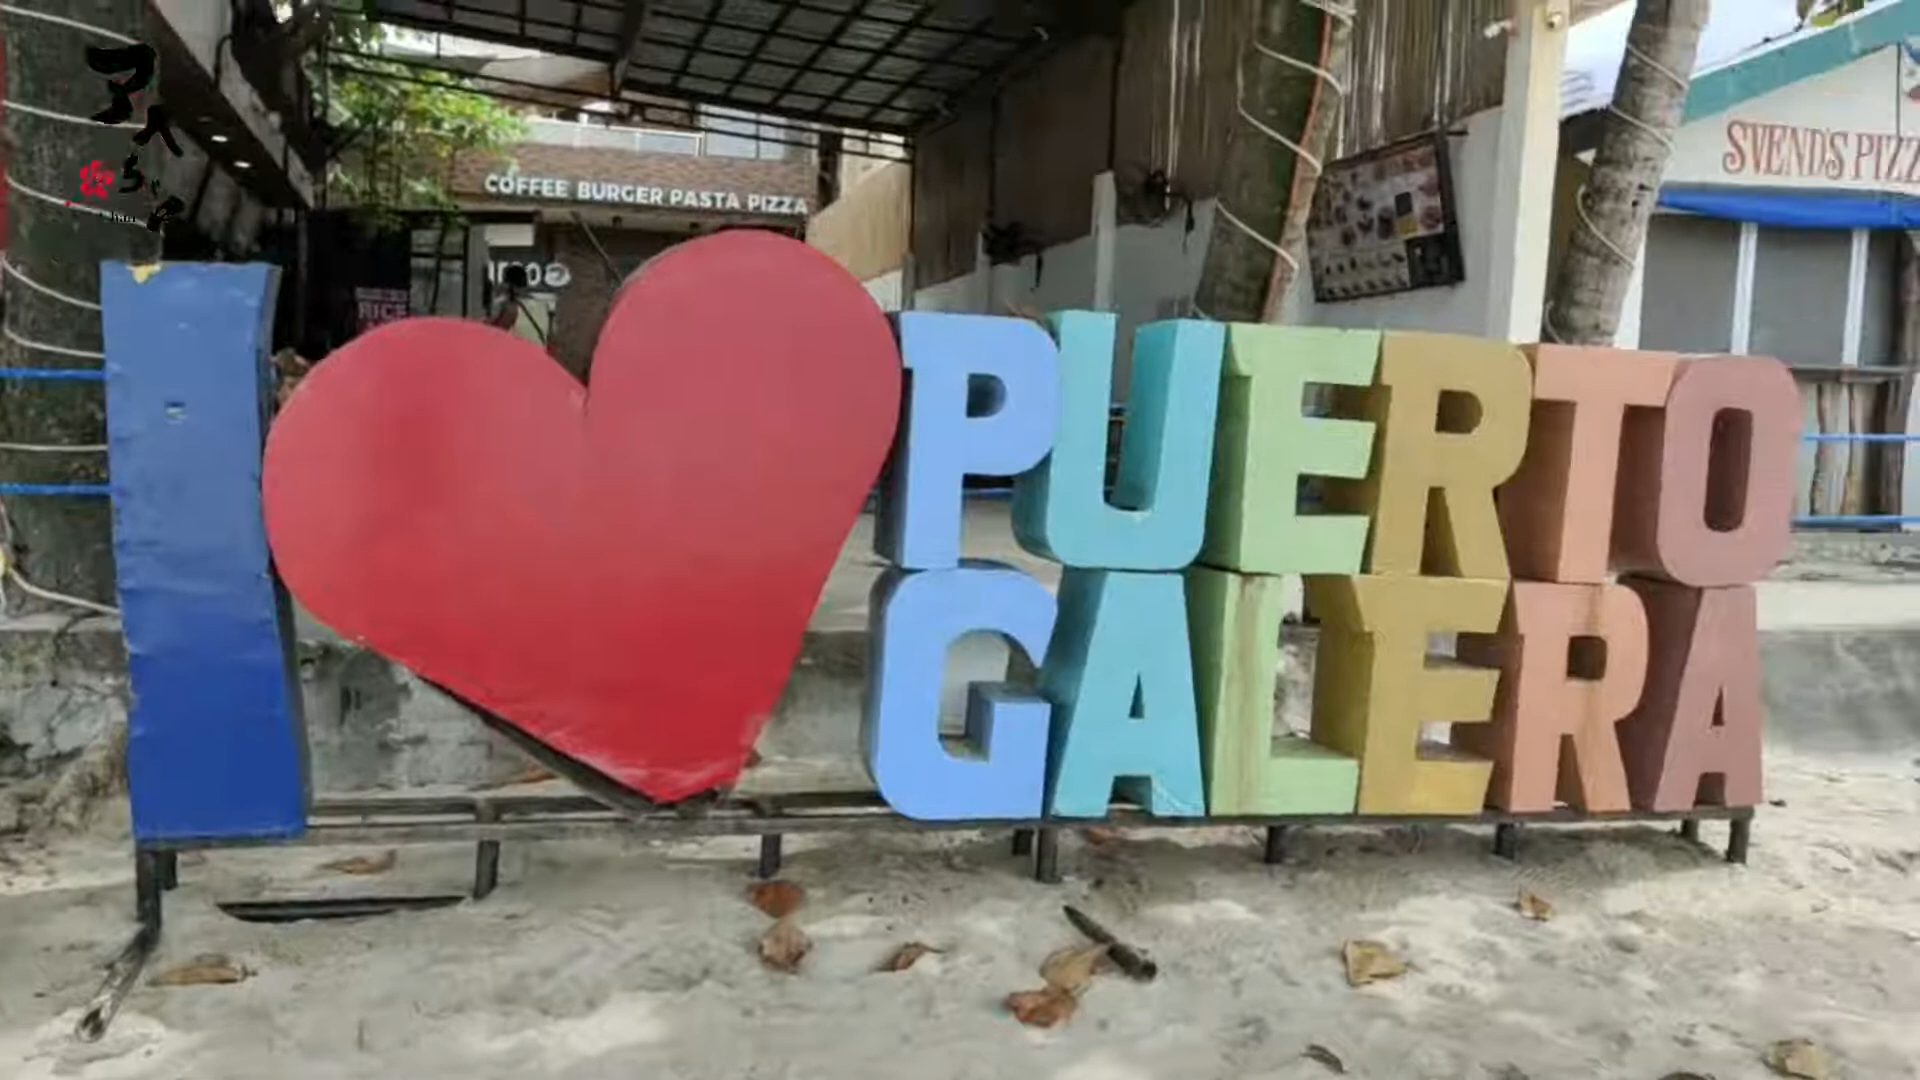 COFFEE BURGER PASTA PIZZA
SVEND'S PIZZ
RICE
I
PUERTO
GALERA